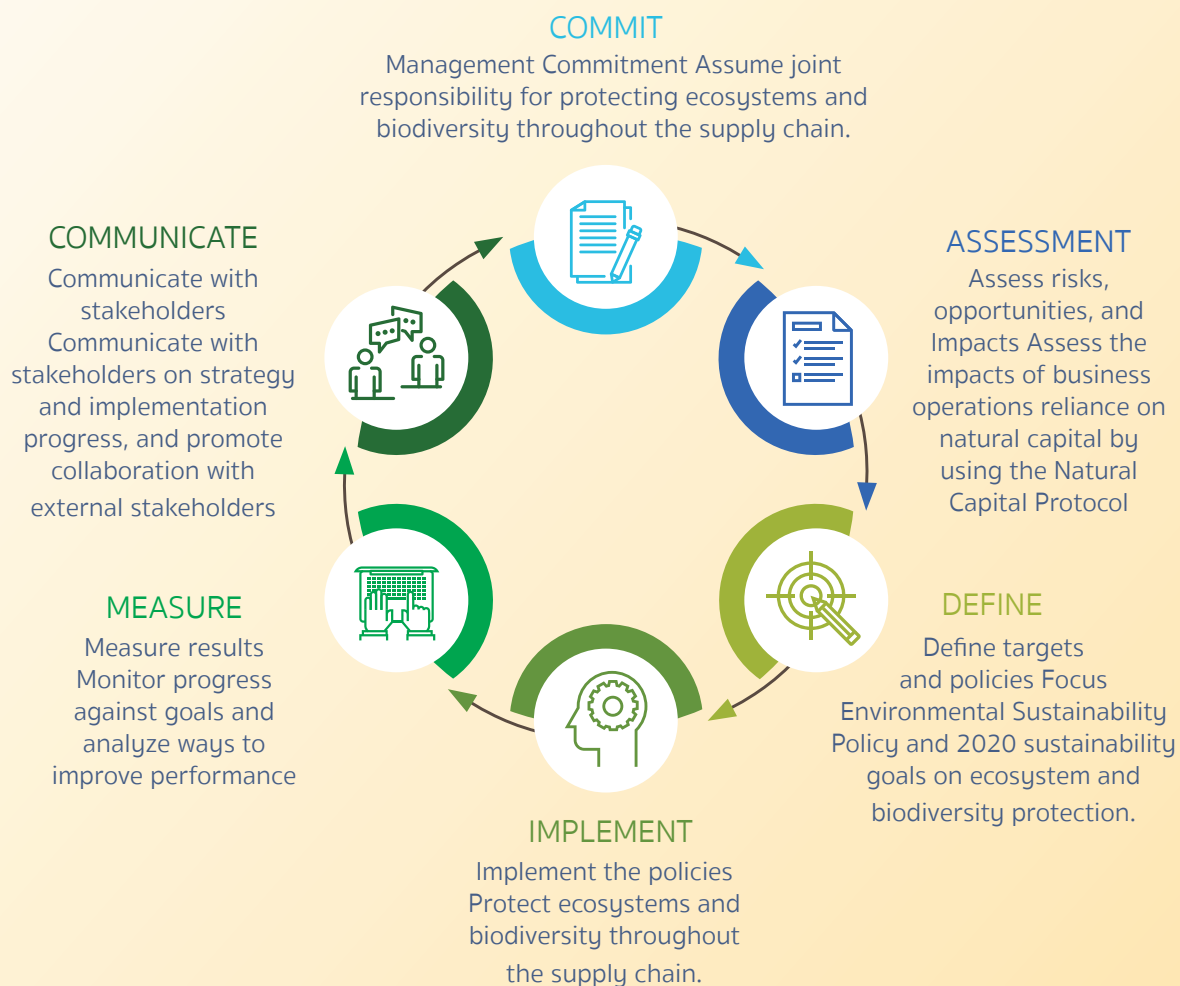 COMMIT
Management Commitment Assume joint
responsibility for protecting ecosystems and
biodiversity throughout the supply chain.
ASSESSMENT
Assess risks,
opportunities, and
Impacts Assess the
impacts of business
operations reliance on
natural capital by
using the Natural
Capital Protocol
DEFINE
Define targets
and policies Focus
Environmental Sustainability
Policy and 2020 sustainability
goals on ecosystem and
biodiversity protection.
IMPLEMENT
Implement the policies
Protect ecosystems and
biodiversity throughout
the supply chain.
MEASURE
Measure results
Monitor progress
against goals and
analyze ways to
improve performance
COMMUNICATE
Communicate with
stakeholders
Communicate with
stakeholders on strategy
and implementation
progress, and promote
collaboration with
external stakeholders